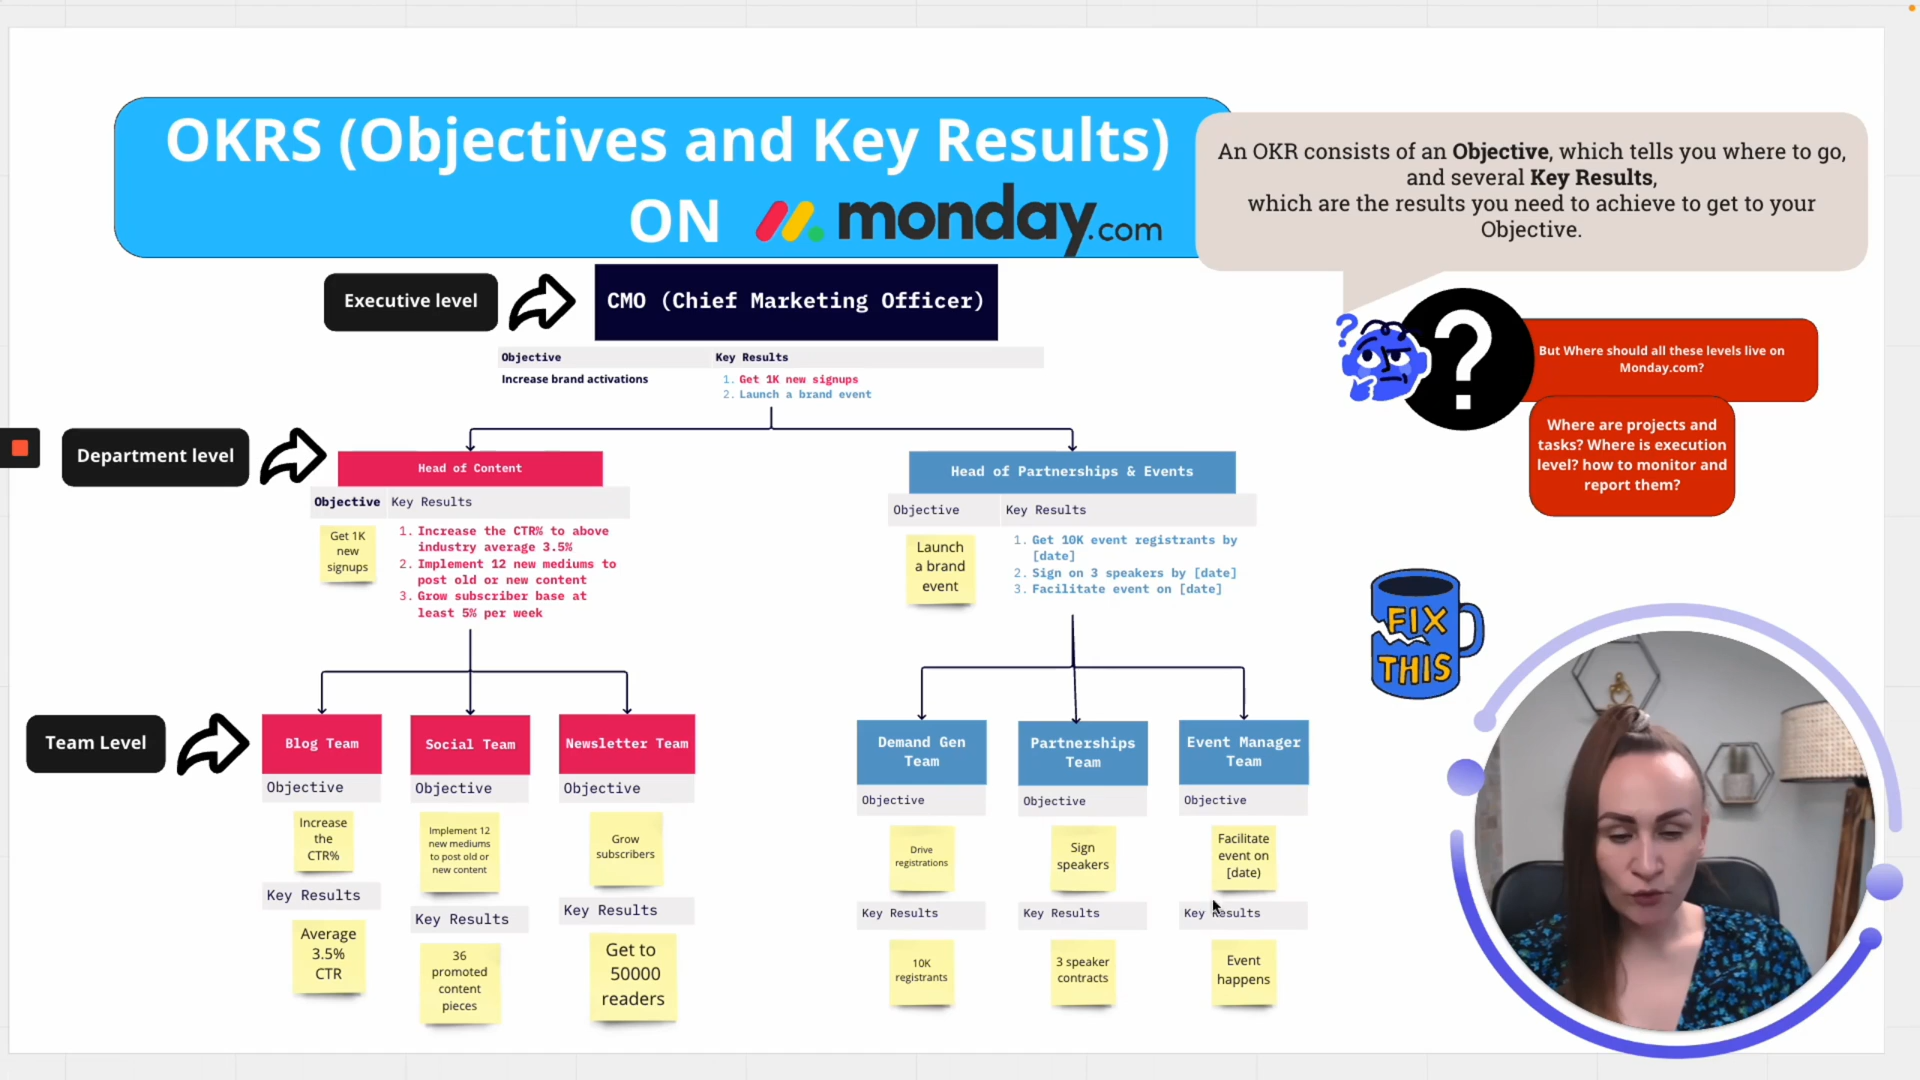 OKRS (Objectives and Key Results)
ON monday.com
An OKR consists of an Objective, which tells you where to go,
and several Key Results,
which are the results you need to achieve to get to your
Objective.
Executive level
CMO (Chief Marketing Officer)
Objective
Key Results
Increase brand activations
1. Get 1K new signups
2. Launch a brand event
?
?
But Where should all these levels live on
Monday.com?
Where are projects and
tasks? Where is execution
level? how to monitor and
report them?
Department level
Head of Content
Objective
Key Results
Get 1K
new
signups
1. Increase the CTR% to above
industry average 3.5%
2. Implement 12 new mediums to
post old or new content
3. Grow subscriber base at
least 5% per week
Head of Partnerships & Events
Objective
Key Results
Launch
a brand
event
1. Get 10K event registrants by
[date]
2. Sign on 3 speakers by [date]
3. Facilitate event on [date]
FIX
THIS
Team Level
Blog Team
Objective
Increase
the
CTR%
Key Results
Average
3.5%
CTR
Social Team
Objective
Implement 12
new mediums
to post old or
new content
Key Results
36
promoted
content
pieces
Newsletter Team
Objective
Grow
subscribers
Key Results
Get to
50000
readers
Demand Gen
Team
Objective
Drive
registrations
Key Results
10K
registrants
Partnerships
Team
Objective
Sign
speakers
Key Results
3 speaker
contracts
Event Manager
Team
Objective
Facilitate
event on
[date)
Key Results
Event
happens